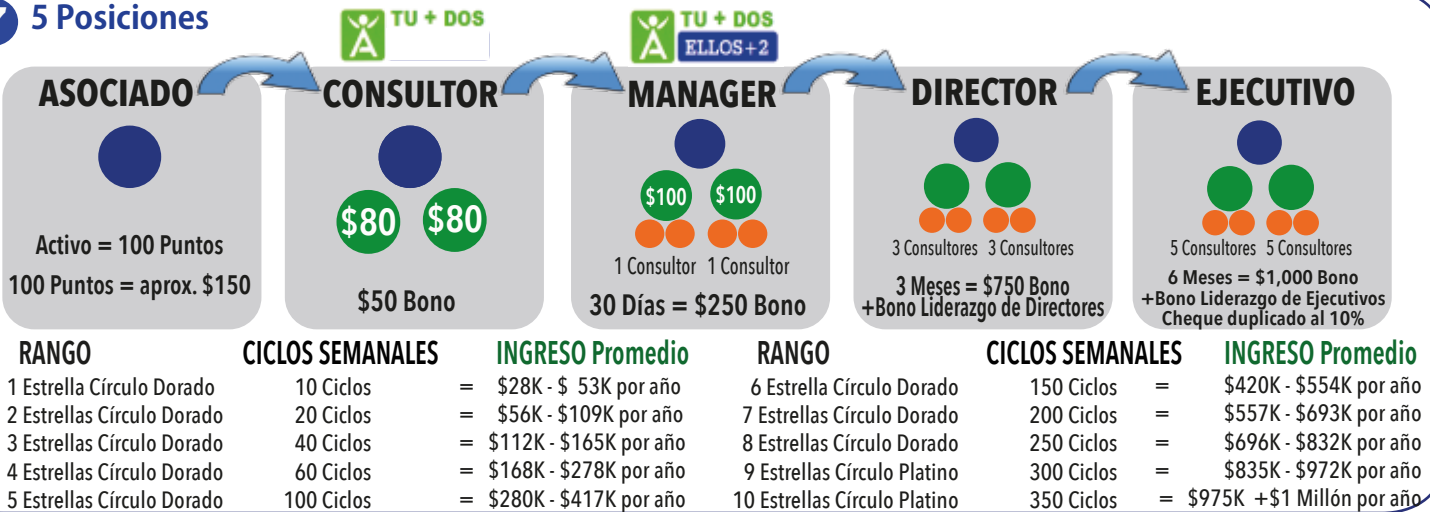 5 Posiciones
TU + DOS
TU + DOS
ELLOS+2
ASOCIADO
Activo = 100 Puntos
100 Puntos = aprox. $150
CONSULTOR
$80 $80
$50 Bono
MANAGER
$100 $100
1 Consultor 1 Consultor
30 Días = $250 Bono
DIRECTOR
3 Consultores 3 Consultores
3 Meses = $750 Bono
+Bono Liderazgo de Directores
EJECUTIVO
5 Consultores 5 Consultores
6 Meses = $1,000 Bono
+Bono Liderazgo de Ejecutivos
Cheque duplicado al 10%
RANGO CICLOS SEMANALES INGRESO Promedio
1 Estrella Círculo Dorado 10 Ciclos = $28K - $ 53K por año
2 Estrellas Círculo Dorado 20 Ciclos = $56K - $109K por año
3 Estrellas Círculo Dorado 40 Ciclos = $112K - $165K por año
4 Estrellas Círculo Dorado 60 Ciclos = $168K - $278K por año
5 Estrellas Círculo Dorado 100 Ciclos = $280K - $417K por año
RANGO CICLOS SEMANALES INGRESO Promedio
6 Estrella Círculo Dorado 150 Ciclos = $420K - $554K por año
7 Estrellas Círculo Dorado 200 Ciclos = $557K - $693K por año
8 Estrellas Círculo Dorado 250 Ciclos = $696K - $832K por año
9 Estrellas Círculo Platino 300 Ciclos = $835K - $972K por año
10 Estrellas Círculo Platino 350 Ciclos = $975K +$1 Millón por año